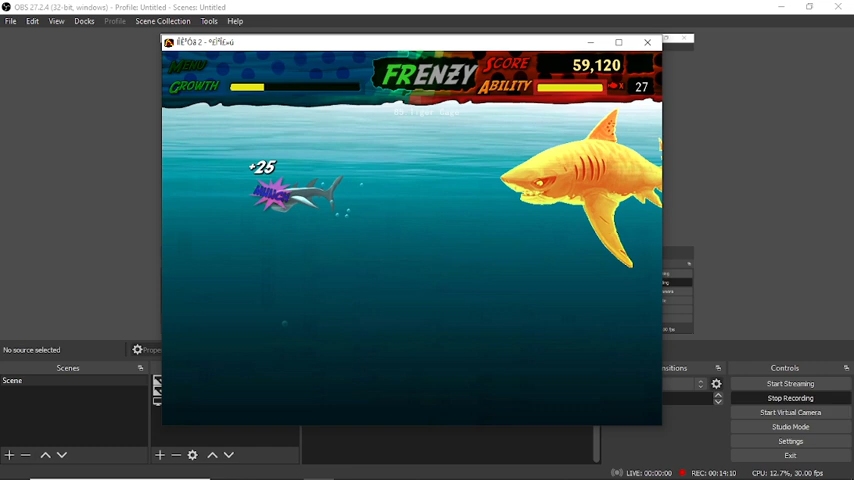 OBS 27.2.4 (32-bit, windows) - Profile: Untitled - Scenes: Untitled
File Edit View Docks Profile Scene Collection Tools Help
MENU
FRENZY
SCORE 59,120
GROWTH
ABILITY x 27
+25
No source selected
Scenes
Scene
Controls
Start Streaming
Stop Recording
Start Virtual Camera
Studio Mode
Settings
Exit
LIVE: 00:00:00 REC: 00:14:10 CPU: 12.7%, 30.00 fps